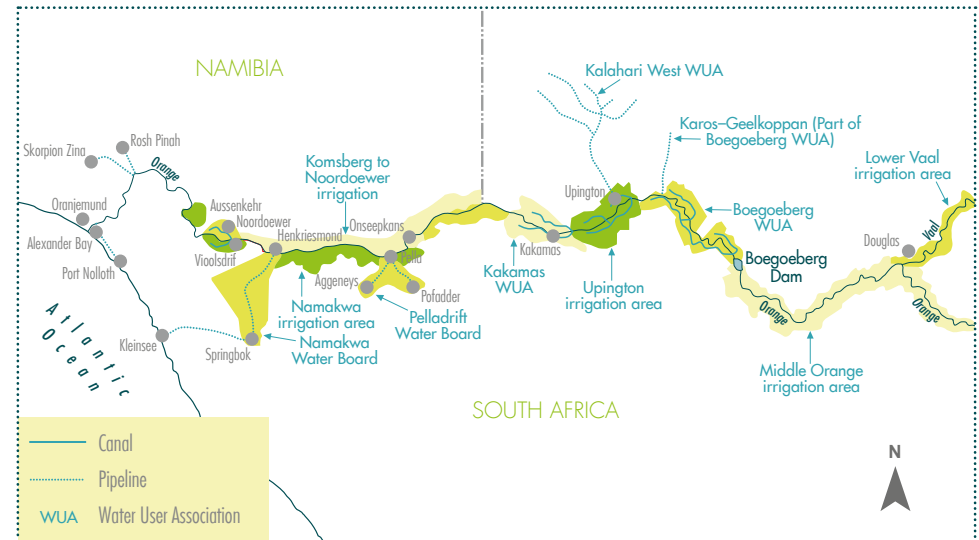 NAMIBIA
Kalahari West WUA
Karos–Geelkoppan (Part of
Boegoeberg WUA)
Lower Vaal
irrigation area
Rosh Pinah
Skorpion Zina
Orange
Komsberg to
Noordoewer
irrigation
Upington
Oranjemund
Aussenkehr
Noordoewer
Onseepkans
Boegoeberg
WUA
Vaal
Alexander Bay
Henkriesmond
Douglas
Vioolsdrif
Pella
Kakamas
Boegoeberg
Dam
Port Nolloth
Aggeneys
Pofadder
Kakamas
WUA
Upington
irrigation area
Namakwa
irrigation area
Pelladrift
Water Board
Orange
Orange
Atlantic
Ocean
Kleinsee
Springbok
Namakwa
Water Board
Middle Orange
irrigation area
SOUTH AFRICA
Canal
Pipeline
WUA Water User Association
N